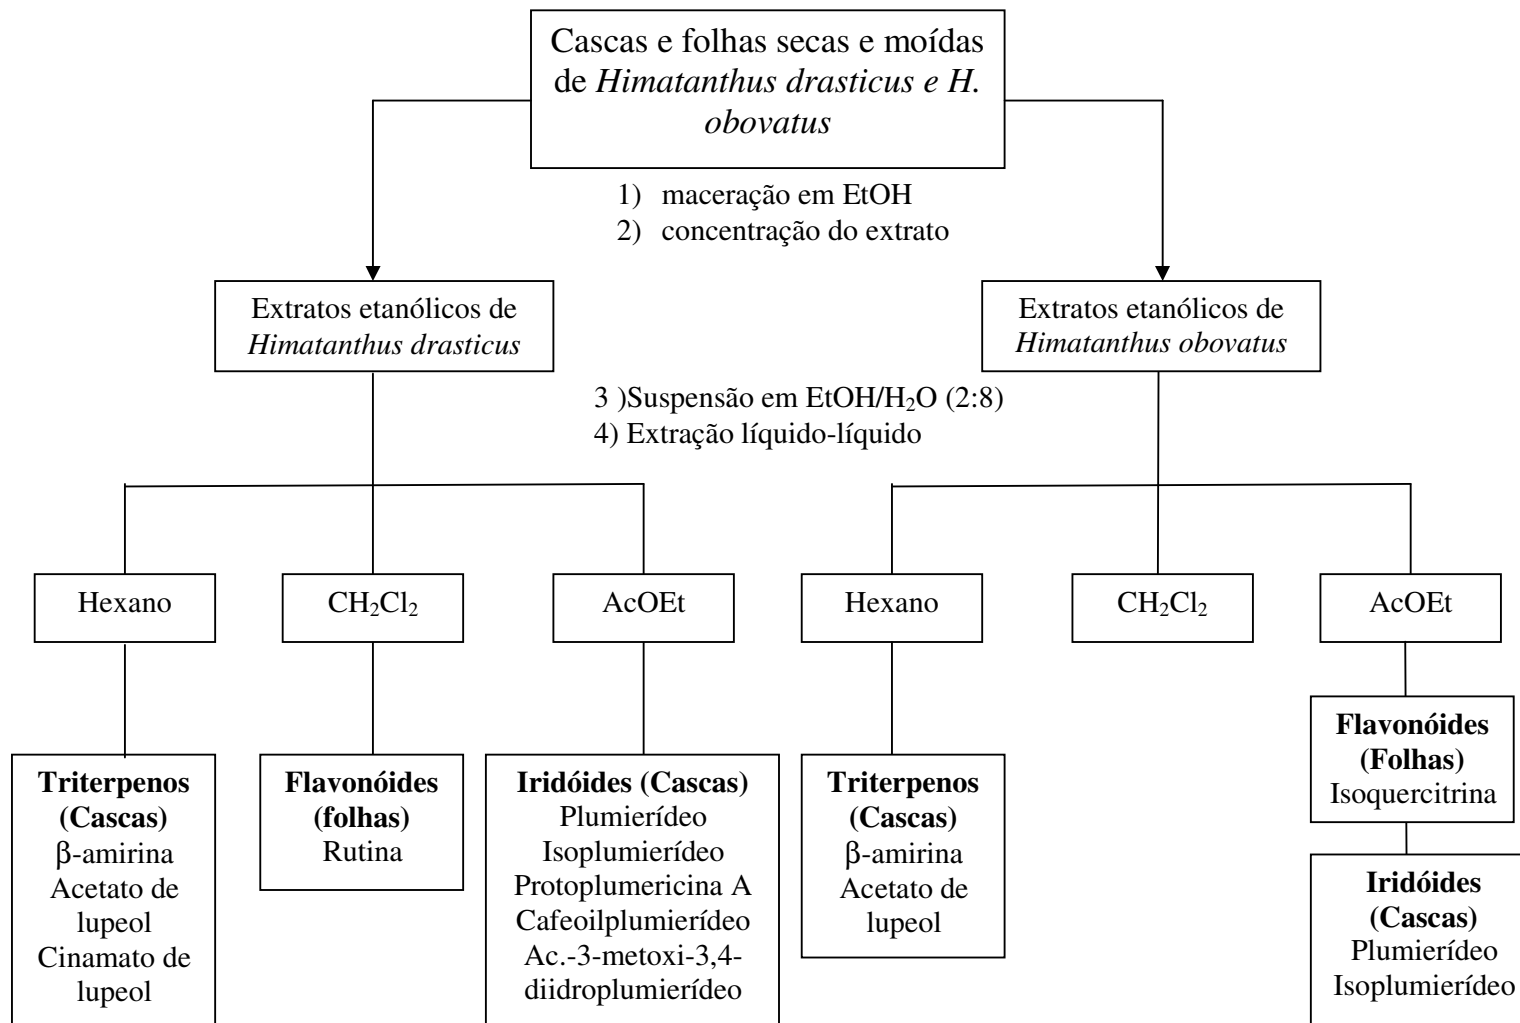 Cascas e folhas secas e moídas
de Himatanthus drasticus e H.
obovatus
1) maceração em EtOH
2) concentração do extrato
Extratos etanólicos de
Himatanthus drasticus
Extratos etanólicos de
Himatanthus obovatus
3 )Suspensão em EtOH/H₂O (2:8)
4) Extração líquido-líquido
Hexano
CH₂Cl₂
AcOEt
Hexano
CH₂Cl₂
AcOEt
Triterpenos
(Cascas)
β-amirina
Acetato de
lupeol
Cinamato de
lupeol
Flavonóides
(folhas)
Rutina
Iridóides (Cascas)
Plumierídeo
Isoplumierídeo
Protoplumericina A
Cafeoilplumierídeo
Ac.-3-metoxi-3,4-
diidroplumierídeo
Triterpenos
(Cascas)
β-amirina
Acetato de
lupeol
Flavonóides
(Folhas)
Isoquercitrina
Iridóides
(Cascas)
Plumierídeo
Isoplumierídeo